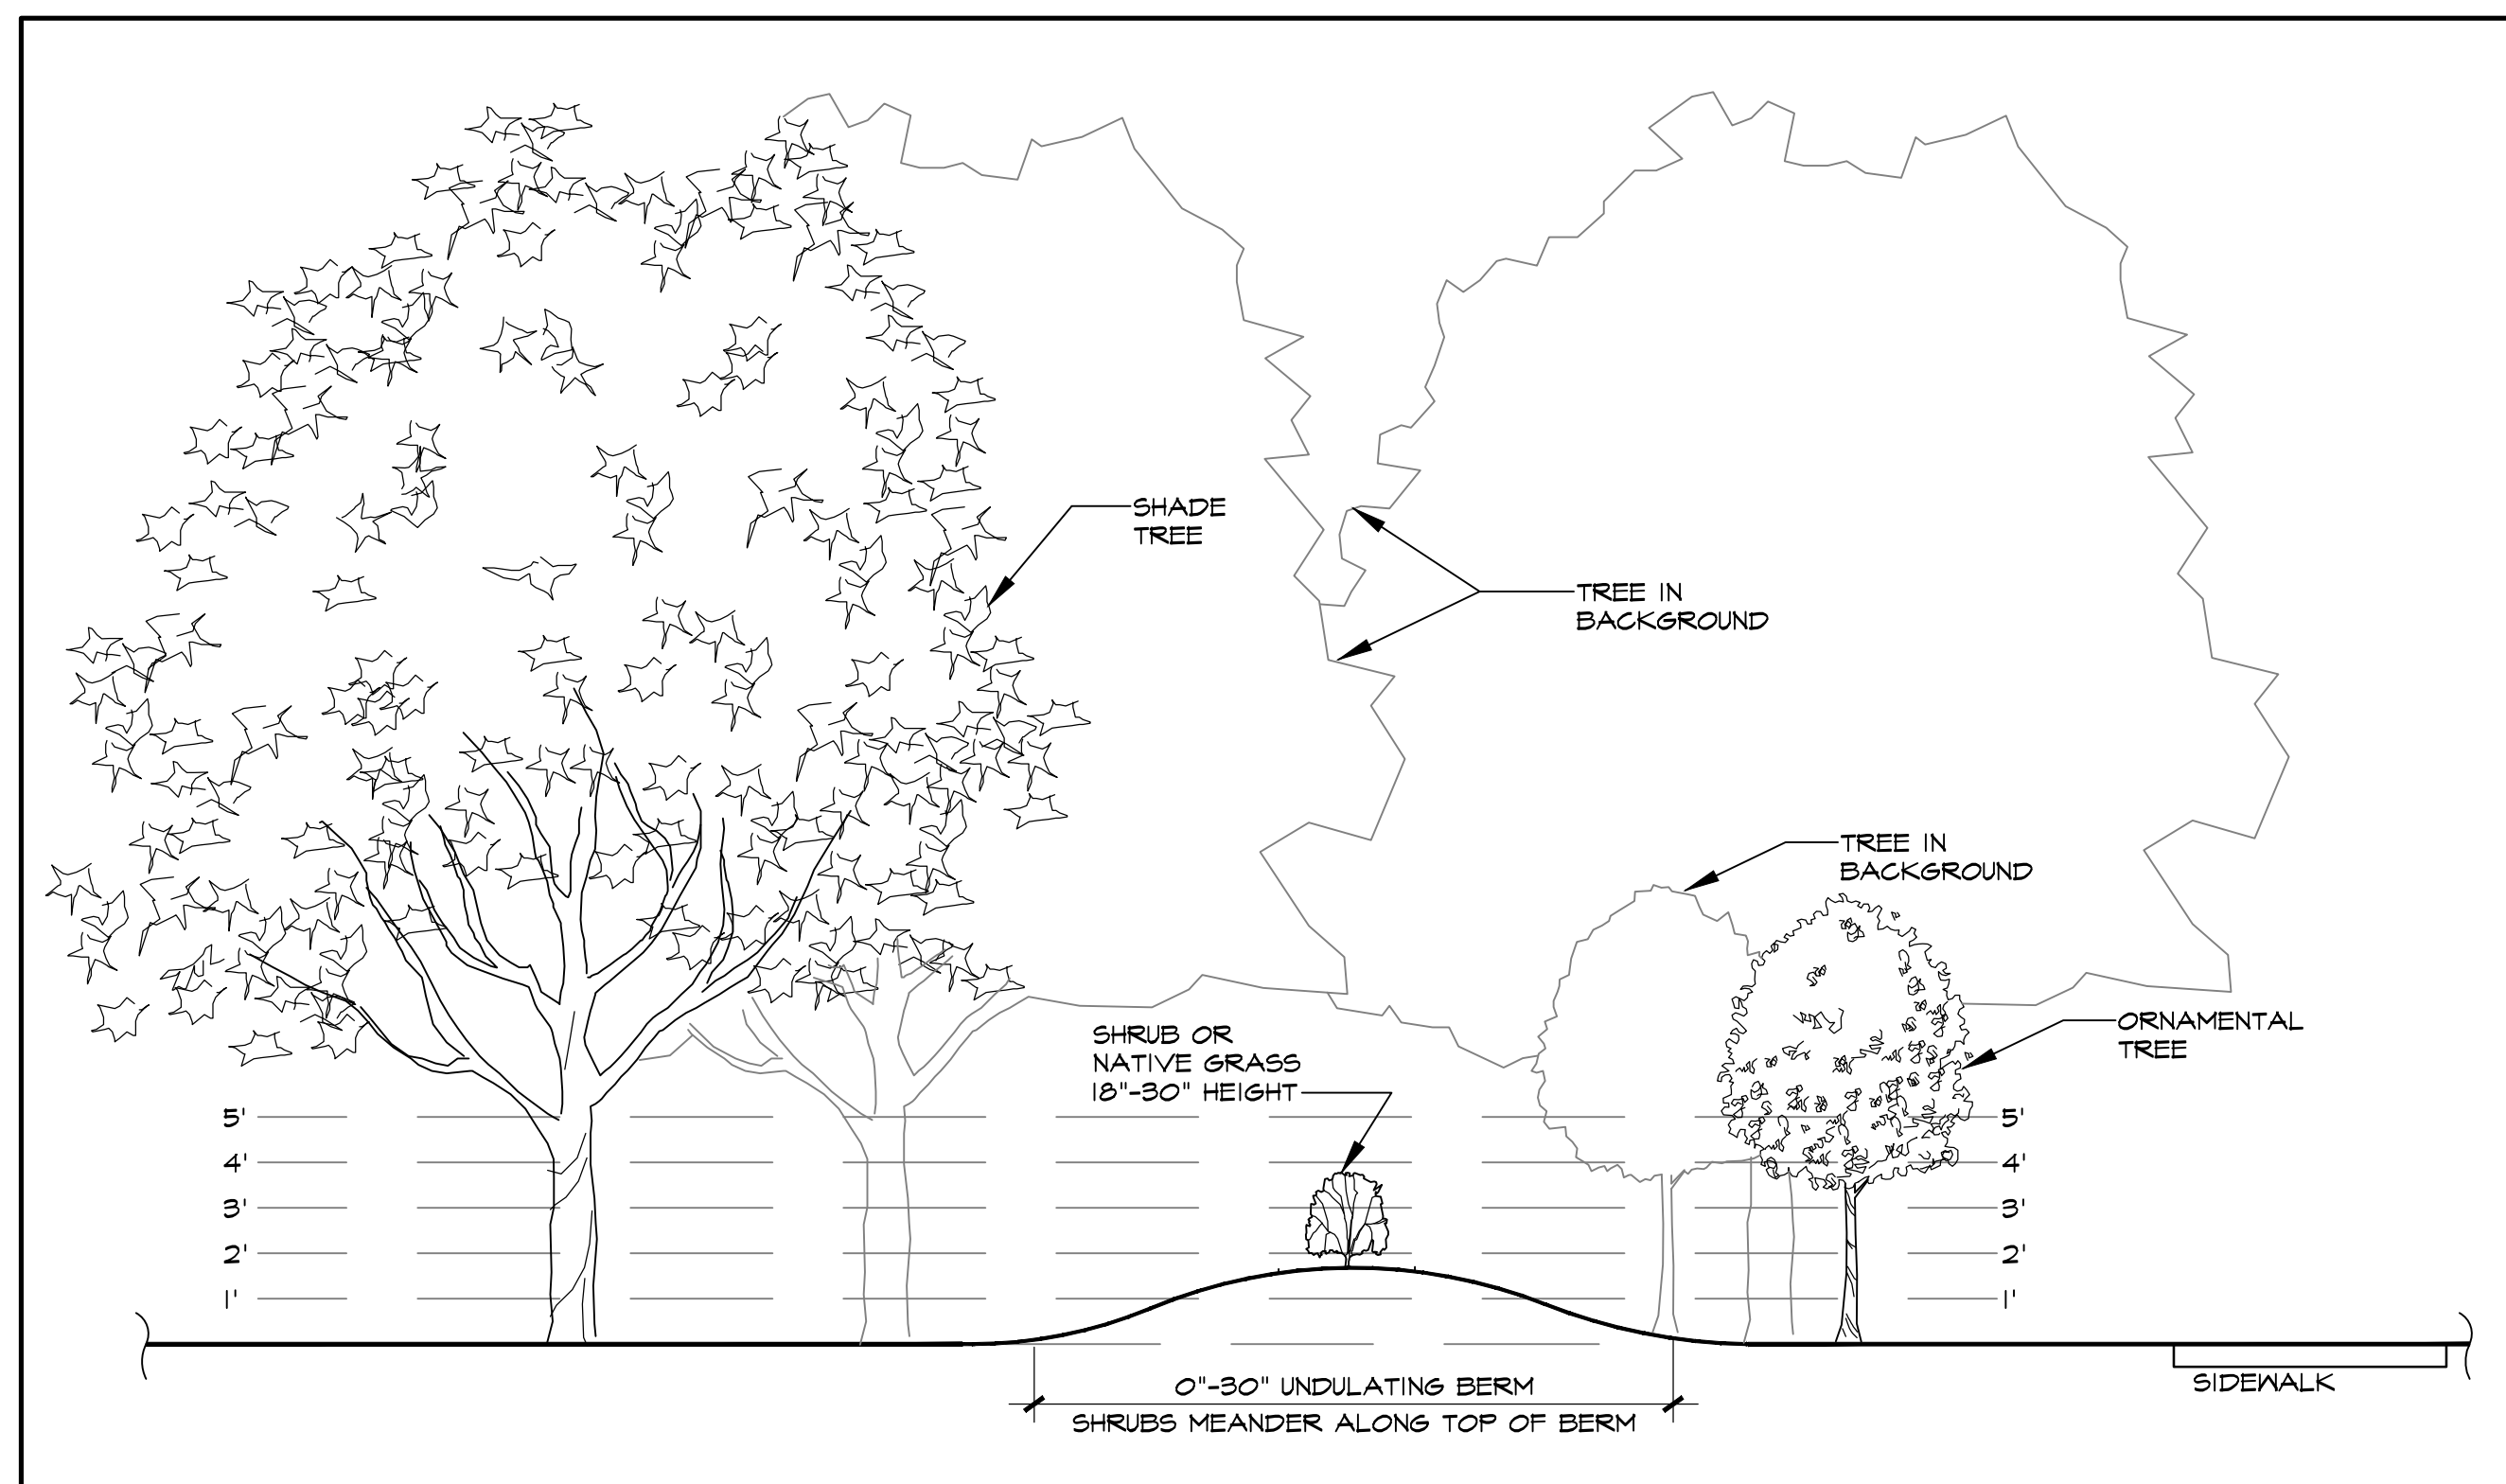 SHADE
TREE
TREE IN
BACKGROUND
TREE IN
BACKGROUND
ORNAMENTAL
TREE
SHRUB OR
NATIVE GRASS
18"-30" HEIGHT
5'
4'
3'
2'
1'
5'
4'
3'
2'
1'
0"-30" UNDULATING BERM
SHRUBS MEANDER ALONG TOP OF BERM
SIDEWALK